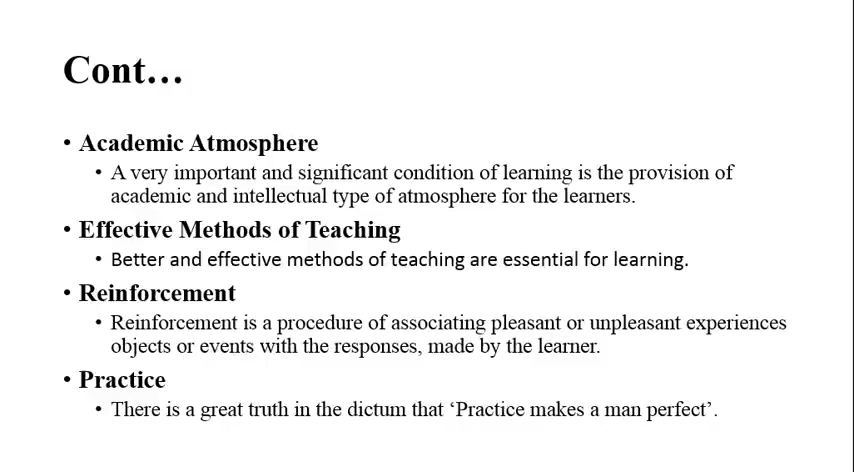 Cont…
• Academic Atmosphere
• A very important and significant condition of learning is the provision of
academic and intellectual type of atmosphere for the learners.
• Effective Methods of Teaching
• Better and effective methods of teaching are essential for learning.
• Reinforcement
• Reinforcement is a procedure of associating pleasant or unpleasant experiences
objects or events with the responses, made by the learner.
• Practice
• There is a great truth in the dictum that ‘Practice makes a man perfect’.